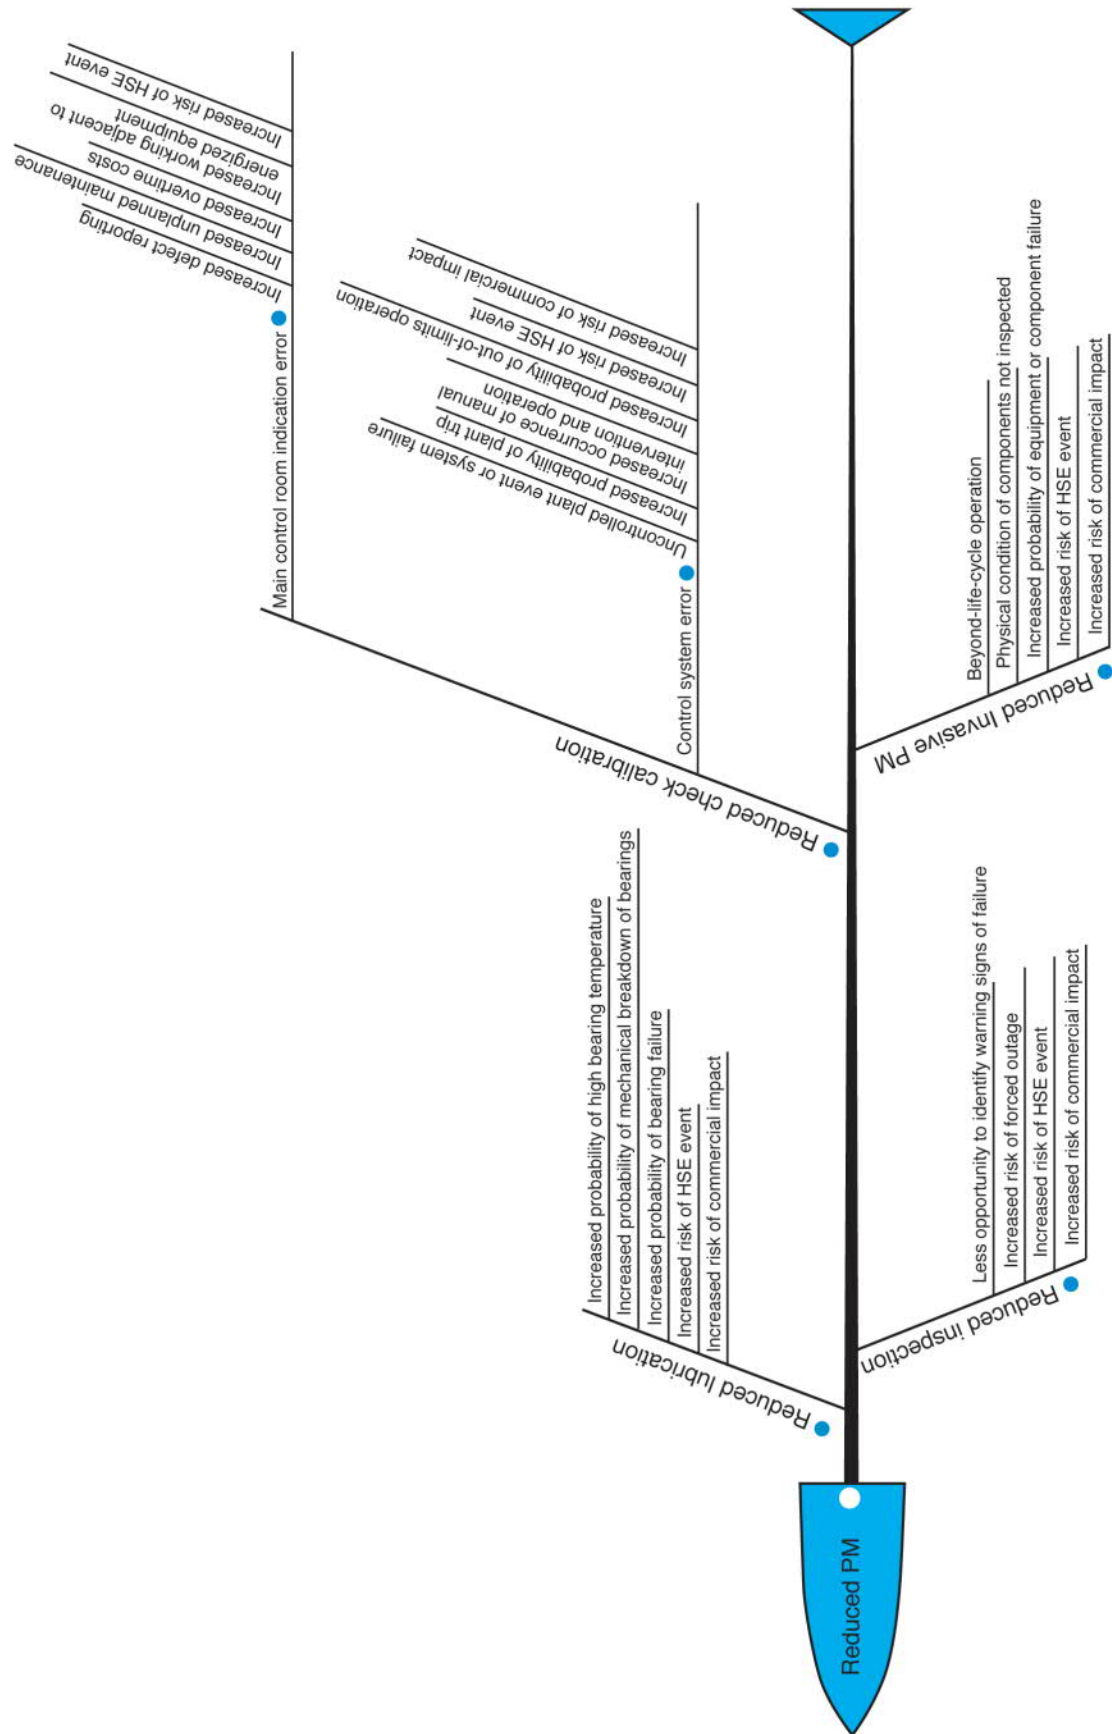 Reduced PM
Reduced lubrication
Increased probability of high bearing temperature
Increased probability of mechanical breakdown of bearings
Increased probability of bearing failure
Increased risk of HSE event
Increased risk of commercial impact
Reduced check calibration
Main control room indication error
Increased defect reporting
Increased unplanned maintenance
Increased overtime costs
Increased working adjacent to
energized equipment
Increased risk of HSE event
Control system error
Uncontrolled plant event or system failure
Increased probability of plant trip
Increased occurrence of manual
intervention and operation
Increased probability of out-of-limits operation
Increased risk of HSE event
Increased risk of commercial impact
Reduced inspection
Less opportunity to identify warning signs of failure
Increased risk of forced outage
Increased risk of HSE event
Increased risk of commercial impact
Reduced Invasive PM
Beyond-life-cycle operation
Physical condition of components not inspected
Increased probability of equipment or component failure
Increased risk of HSE event
Increased risk of commercial impact